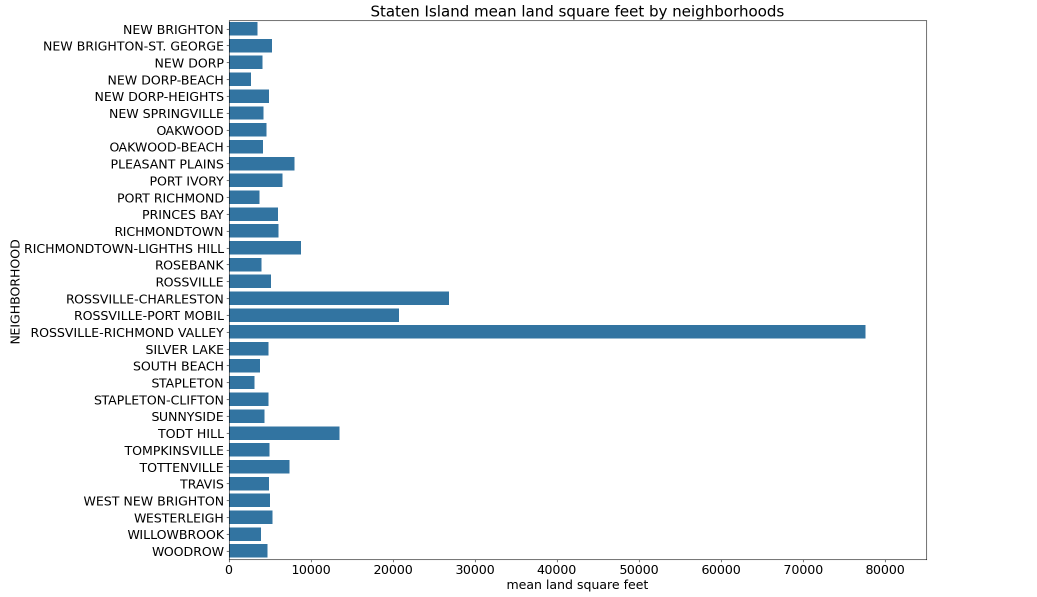 Staten Island mean land square feet by neighborhoods
NEW BRIGHTON
NEW BRIGHTON-ST. GEORGE
NEW DORP
NEW DORP-BEACH
NEW DORP-HEIGHTS
NEW SPRINGVILLE
OAKWOOD
OAKWOOD-BEACH
PLEASANT PLAINS
PORT IVORY
PORT RICHMOND
PRINCES BAY
RICHMONDTOWN
RICHMONDTOWN-LIGHTHS HILL
ROSEBANK
ROSSVILLE
ROSSVILLE-CHARLESTON
ROSSVILLE-PORT MOBIL
ROSSVILLE-RICHMOND VALLEY
SILVER LAKE
SOUTH BEACH
STAPLETON
STAPLETON-CLIFTON
SUNNYSIDE
TODT HILL
TOMPKINSVILLE
TOTTENVILLE
TRAVIS
WEST NEW BRIGHTON
WESTERLEIGH
WILLOWBROOK
WOODROW
NEIGHBORHOOD
0 10000 20000 30000 40000 50000 60000 70000 80000
mean land square feet